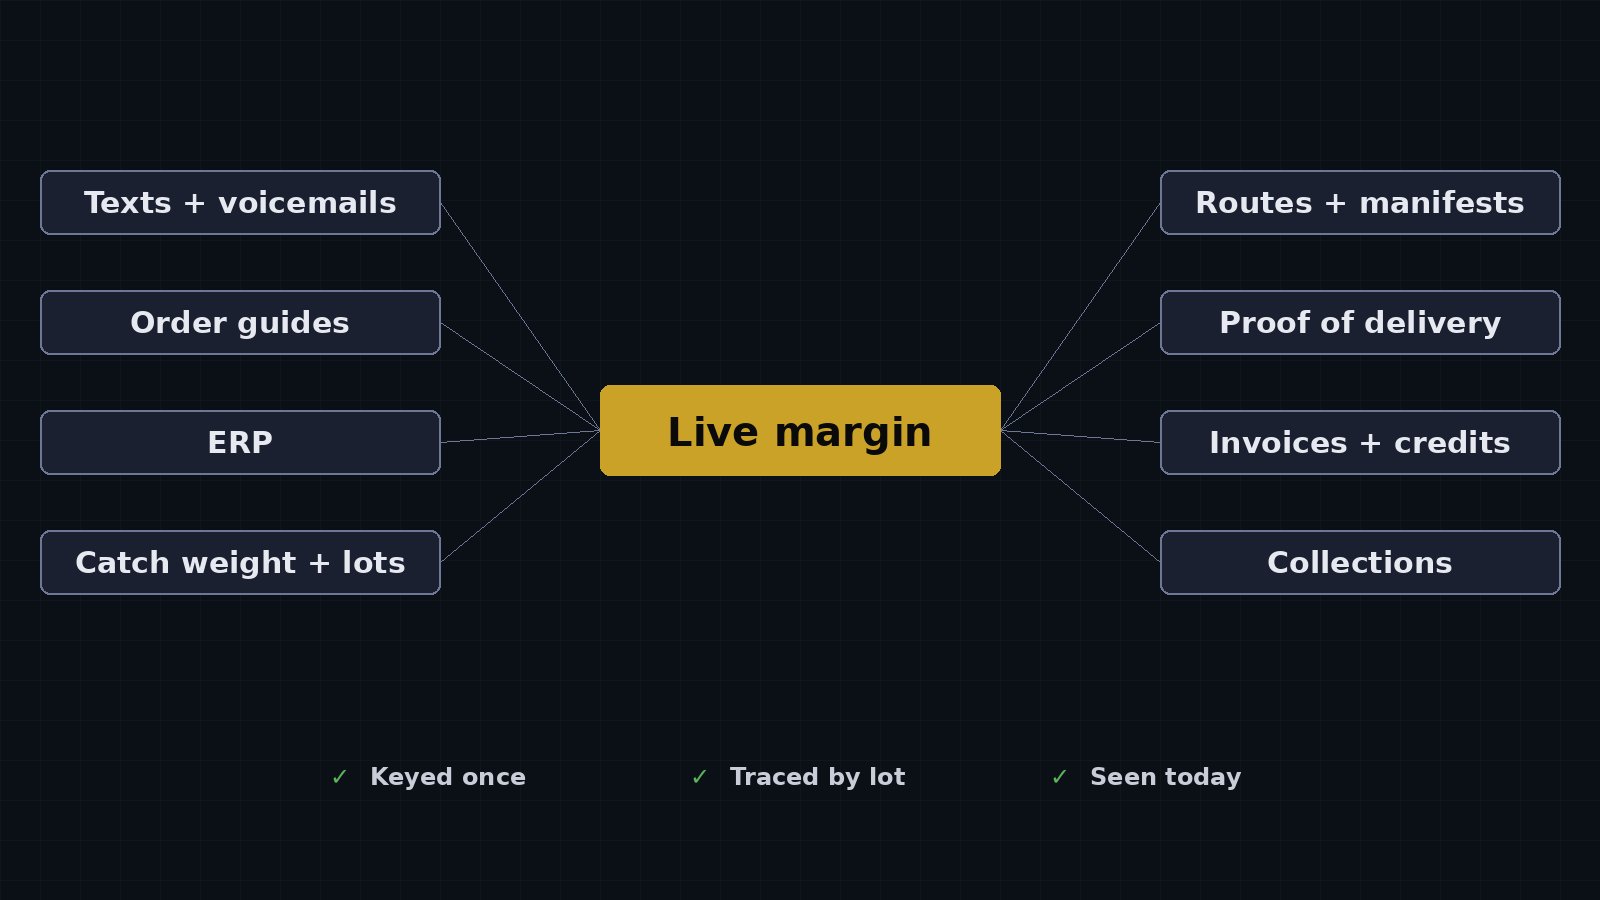 Texts + voicemails
Order guides
ERP
Catch weight + lots
Live margin
Routes + manifests
Proof of delivery
Invoices + credits
Collections
✓ Keyed once
✓ Traced by lot
✓ Seen today